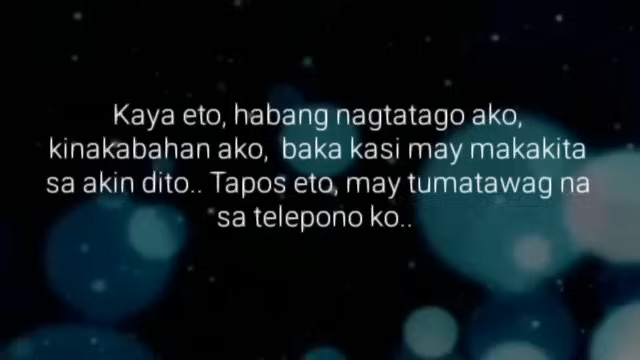 Kaya eto, habang nagtatago ako,
kinakabahan ako, baka kasi may makakita
sa akin dito.. Tapos eto, may tumatawag na
sa telepono ko..